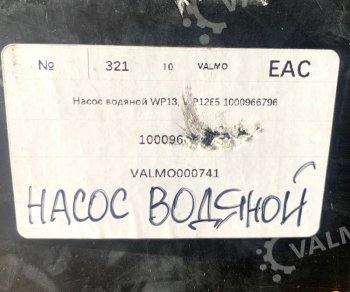 № 321 10 VALMO EAC
Насос водяной WP13, P12E5 1000966796
100096
VALMO000741
НАСОС ВОДЯНОЙ
VALMO